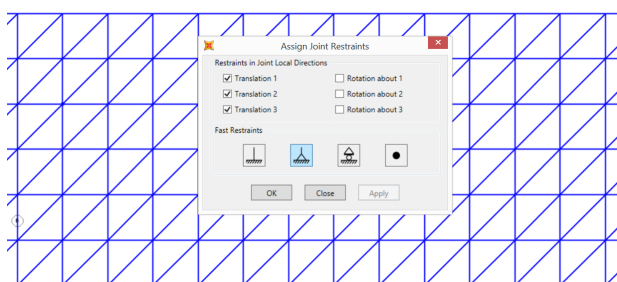 Assign Joint Restraints
Restraints in Joint Local Directions
Translation 1 Rotation about 1
Translation 2 Rotation about 2
Translation 3 Rotation about 3
Fast Restraints
OK Close Apply